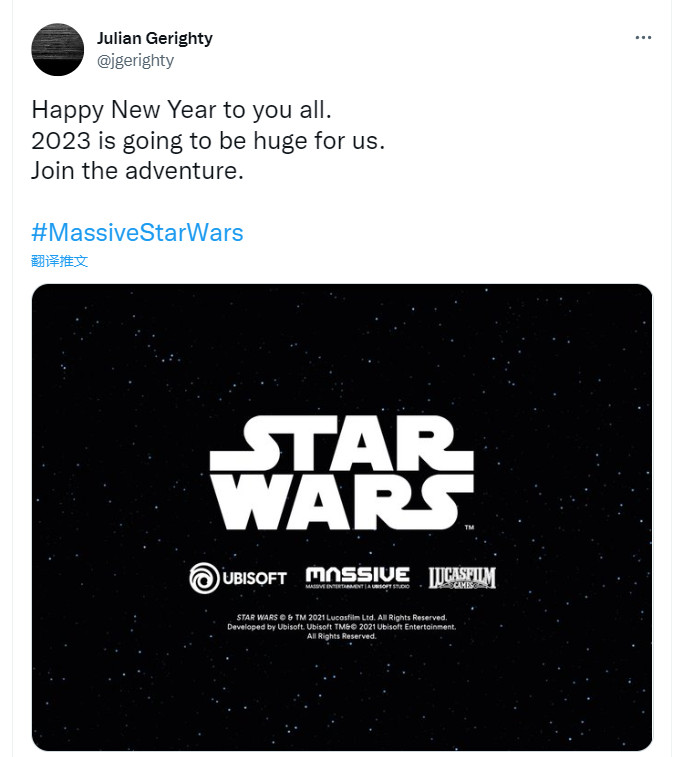 Julian Gerighty
@jgerighty
Happy New Year to you all.
2023 is going to be huge for us.
Join the adventure.
#MassiveStarWars
翻译推文
STAR
WARS
TM
UBISOFT
MASSIVE
MASSIVE ENTERTAINMENT | A UBISOFT STUDIO
LUCASFILM
GAMES
STAR WARS © & TM 2021 Lucasfilm Ltd. All Rights Reserved.
Developed by Ubisoft. Ubisoft TM&© 2021 Ubisoft Entertainment.
All Rights Reserved.